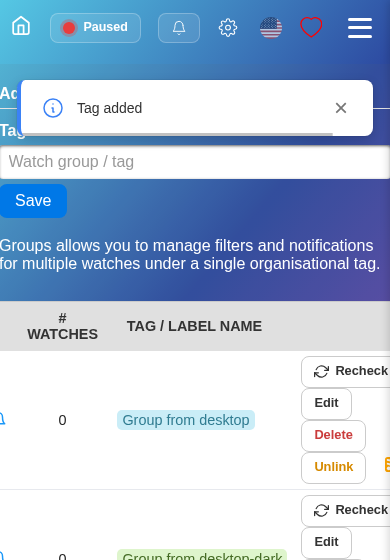 Paused
Ad
Tag added
Tag
Watch group / tag
Save
Groups allows you to manage filters and notifications
for multiple watches under a single organisational tag.
#
WATCHES
TAG / LABEL NAME
Recheck
Edit
0
Group from desktop
Delete
Unlink
Recheck
Edit
0
Group from desktop-dark